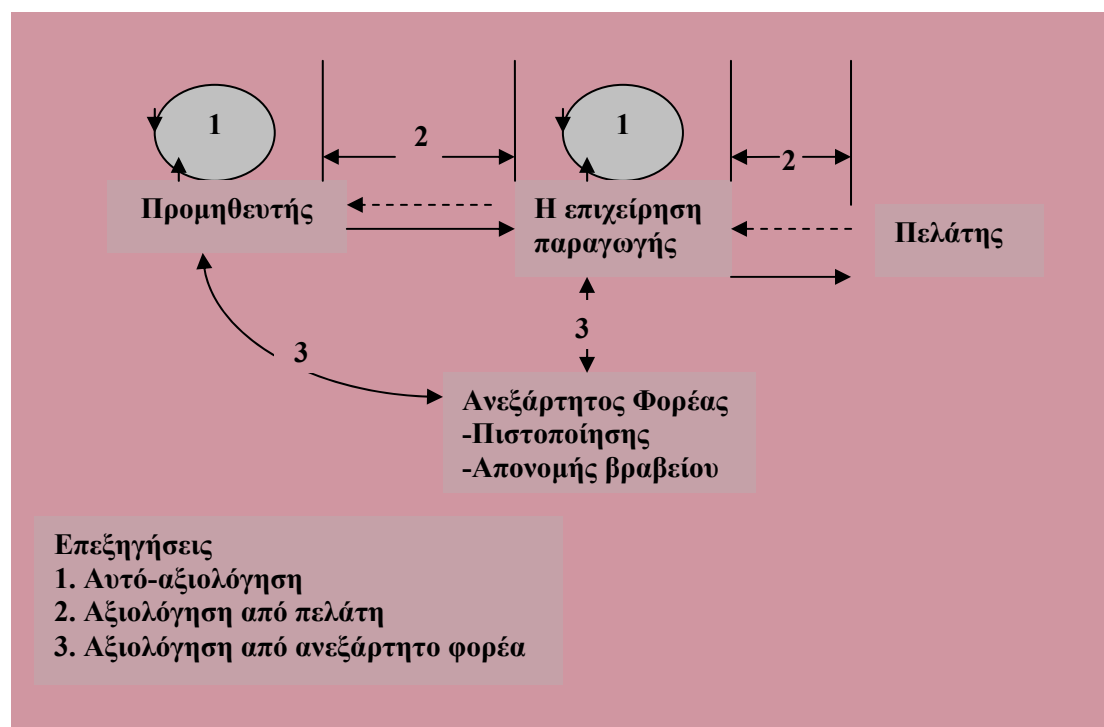 1
1
2
2
Προμηθευτής
Η επιχείρηση
παραγωγής
Πελάτης
3
3
Ανεξάρτητος Φορέας
-Πιστοποίησης
-Απονομής βραβείου
Επεξηγήσεις
1. Αυτό-αξιολόγηση
2. Αξιολόγηση από πελάτη
3. Αξιολόγηση από ανεξάρτητο φορέα